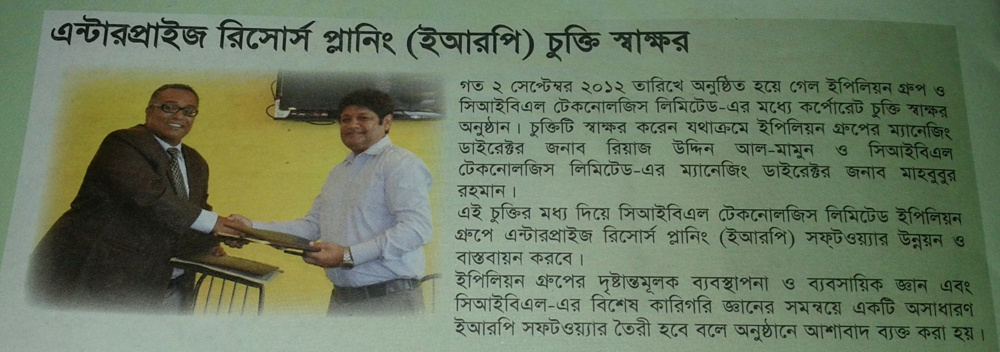 এন্টারপ্রাইজ রিসোর্স প্লানিং (ইআরপি) চুক্তি স্বাক্ষর
গত ২ সেপ্টেম্বর ২০১২ তারিখে অনুষ্ঠিত হয়ে গেল ইপিলিয়ন গ্রুপ ও
সিআইবিএল টেকনোলজিস লিমিটেড-এর মধ্যে কর্পোরেট চুক্তি স্বাক্ষর
অনুষ্ঠান। চুক্তিটি স্বাক্ষর করেন যথাক্রমে ইপিলিয়ন গ্রুপের ম্যানেজিং
ডাইরেক্টর জনাব রিয়াজ উদ্দিন আল-মামুন ও সিআইবিএল
টেকনোলজিস লিমিটেড-এর ম্যানেজিং ডাইরেক্টর জনাব মাহবুবুর
রহমান।
এই চুক্তির মধ্য দিয়ে সিআইবিএল টেকনোলজিস লিমিটেড ইপিলিয়ন
গ্রুপে এন্টারপ্রাইজ রিসোর্স প্লানিং (ইআরপি) সফ্‌টওয়্যার উন্নয়ন ও
বাস্তবায়ন করবে।
ইপিলিয়ন গ্রুপের দৃষ্টান্তমূলক ব্যবস্থাপনা ও ব্যবসায়িক জ্ঞান এবং
সিআইবিএল-এর বিশেষ কারিগরি জ্ঞানের সমন্বয়ে একটি অসাধারণ
ইআরপি সফটওয়্যার তৈরী হবে বলে অনুষ্ঠানে আশাবাদ ব্যক্ত করা হয়।